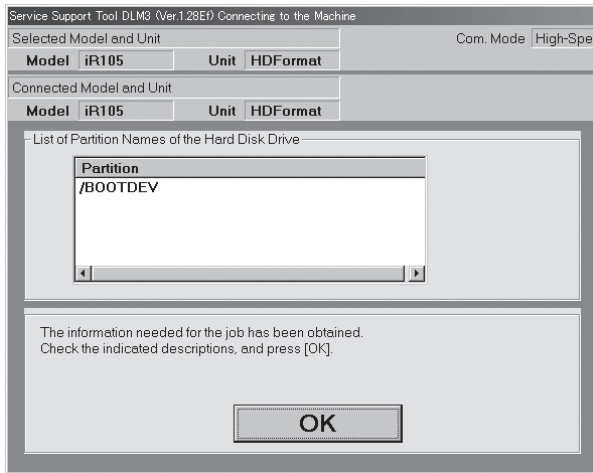 Service Support Tool DLM3 (Ver.1.28Ef) Connecting to the Machine
Selected Model and Unit Com. Mode High-Spe
Model iR105 Unit HDFormat
Connected Model and Unit
Model iR105 Unit HDFormat
List of Partition Names of the Hard Disk Drive
Partition
/BOOTDEV
The information needed for the job has been obtained.
Check the indicated descriptions, and press [OK].
OK